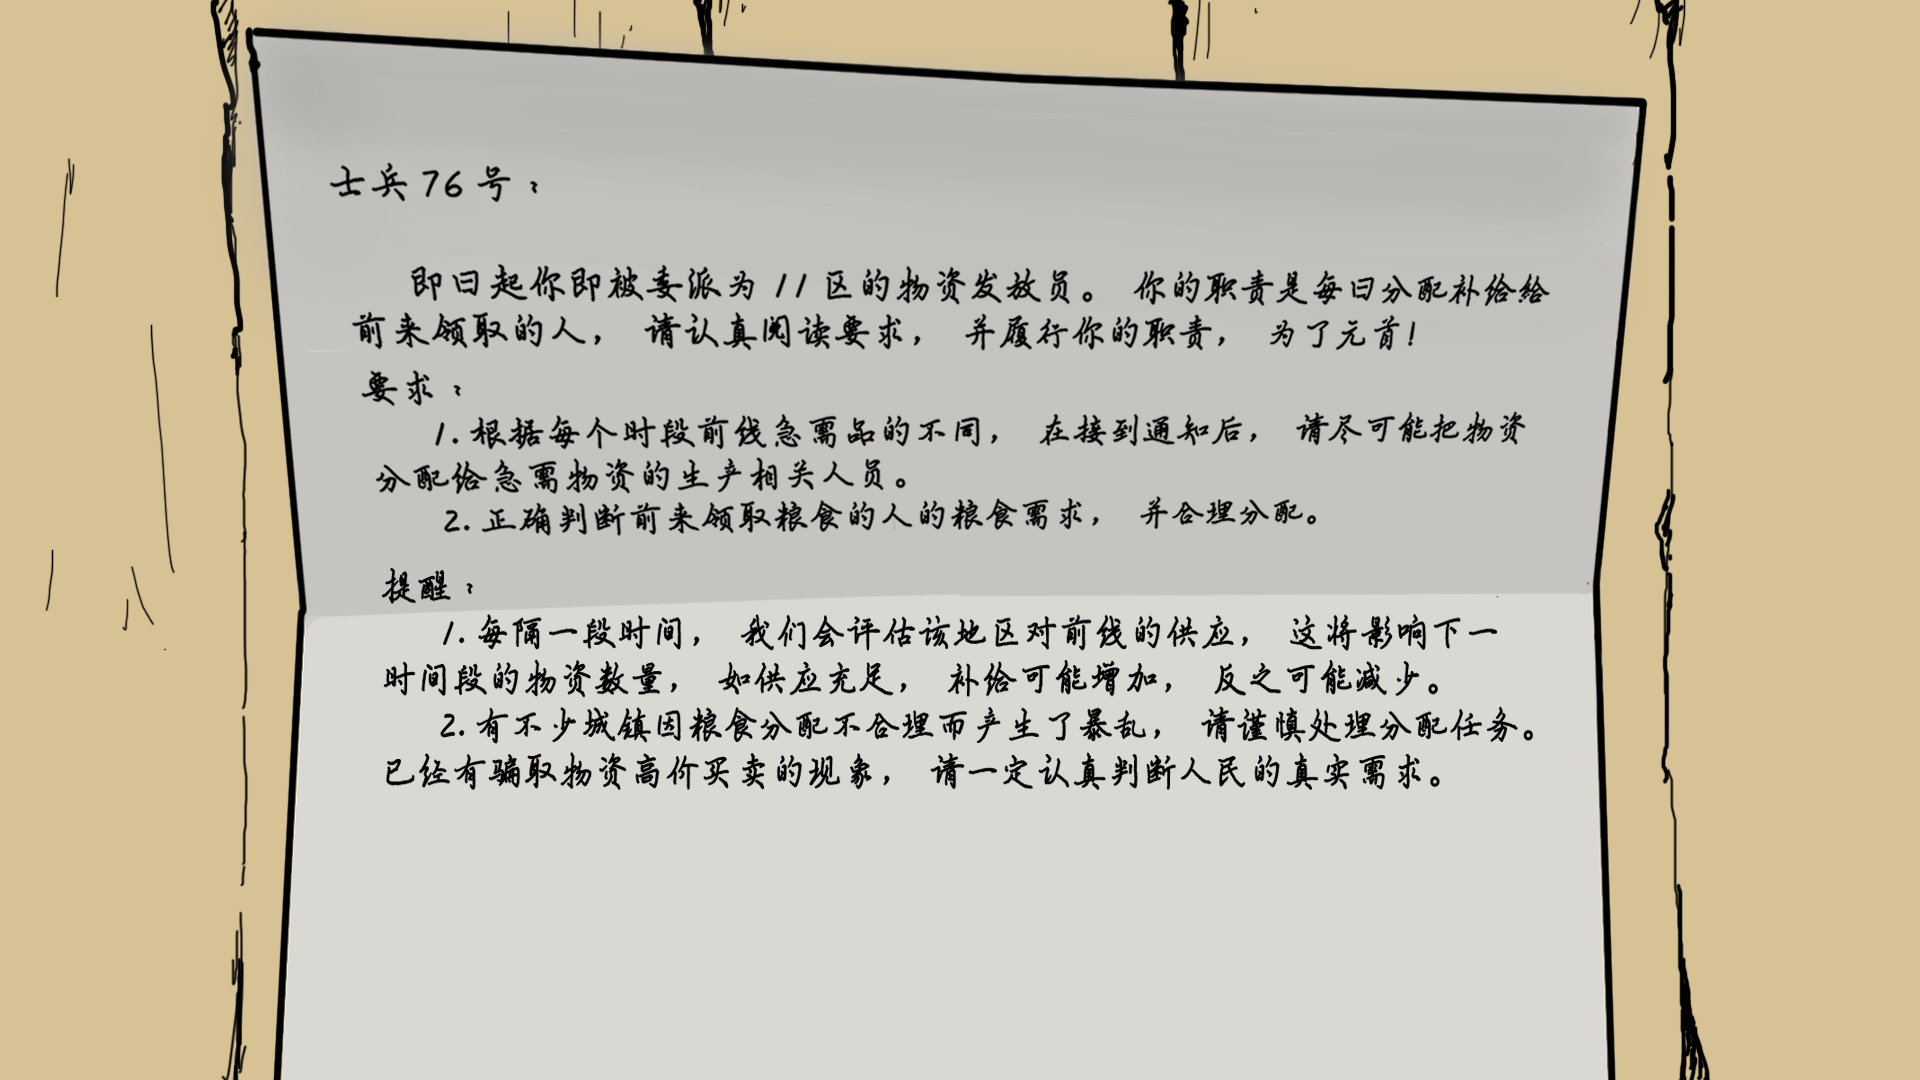 士兵76号：
即日起你即被委派为11区的物资发放员。 你的职责是每日分配补给给
前来领取的人， 请认真阅读要求， 并履行你的职责， 为了元首！
要求：
1.根据每个时段前线急需品的不同， 在接到通知后， 请尽可能把物资
分配给急需物资的生产相关人员。
2.正确判断前来领取粮食的人的粮食需求， 并合理分配。
提醒：
1.每隔一段时间， 我们会评估该地区对前线的供应， 这将影响下一
时间段的物资数量， 如供应充足， 补给可能增加， 反之可能减少。
2.有不少城镇因粮食分配不合理而产生了暴乱， 请谨慎处理分配任务。
已经有骗取物资高价买卖的现象， 请一定认真判断人民的真实需求。